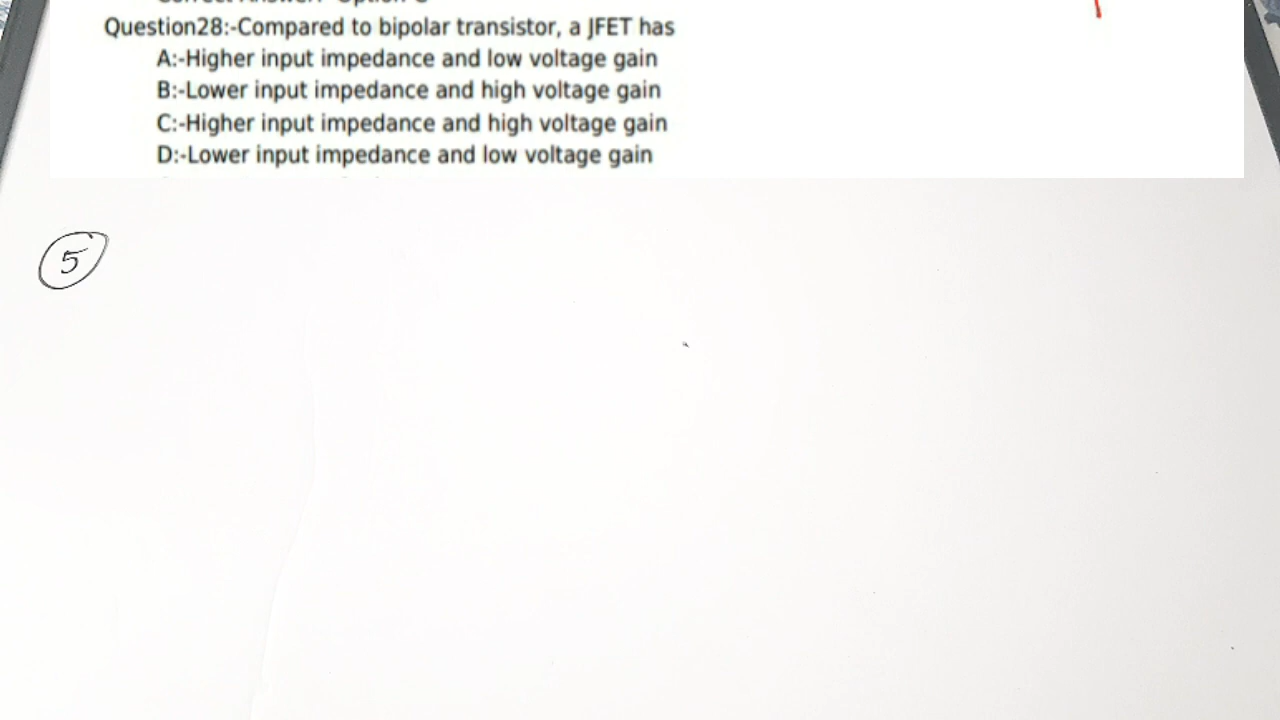 Question28:-Compared to bipolar transistor, a JFET has
A:-Higher input impedance and low voltage gain
B:-Lower input impedance and high voltage gain
C:-Higher input impedance and high voltage gain
D:-Lower input impedance and low voltage gain
5